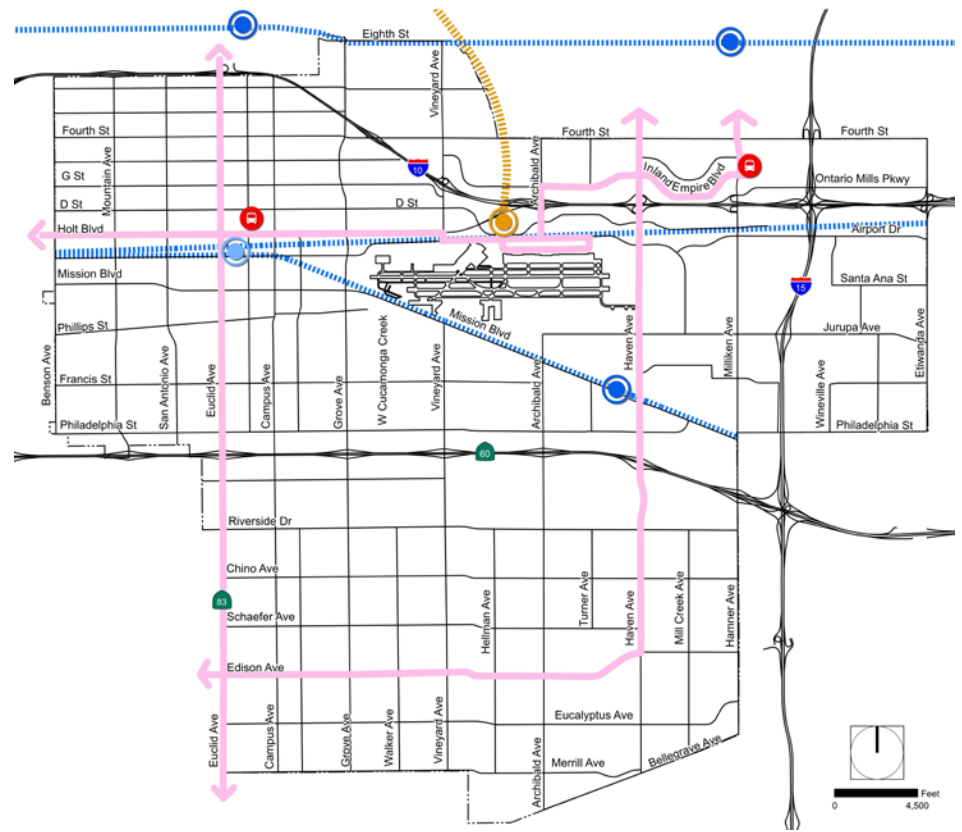 Eighth St
Vineyard Ave
Fourth St
Fourth St
Fourth St
Mountain Ave
Archibald Ave
Inland Empire Blvd
G St
10
Ontario Mills Pkwy
D St
D St
Holt Blvd
Airport Dr
Mission Blvd
Santa Ana St
15
Mission Blvd
Phillips St
Jurupa Ave
Benson Ave
San Antonio Ave
Euclid Ave
Campus Ave
Grove Ave
W Cucamonga Creek
Vineyard Ave
Archibald Ave
Haven Ave
Milliken Ave
Wineville Ave
Etiwanda Ave
Francis St
Philadelphia St
Philadelphia St
60
Riverside Dr
Chino Ave
83
Schaefer Ave
Hellman Ave
Turner Ave
Haven Ave
Mill Creek Ave
Hamner Ave
Edison Ave
Euclid Ave
Campus Ave
Grove Ave
Walker Ave
Vineyard Ave
Archibald Ave
Eucalyptus Ave
Merrill Ave
Bellegrave Ave
Feet
0 4,500